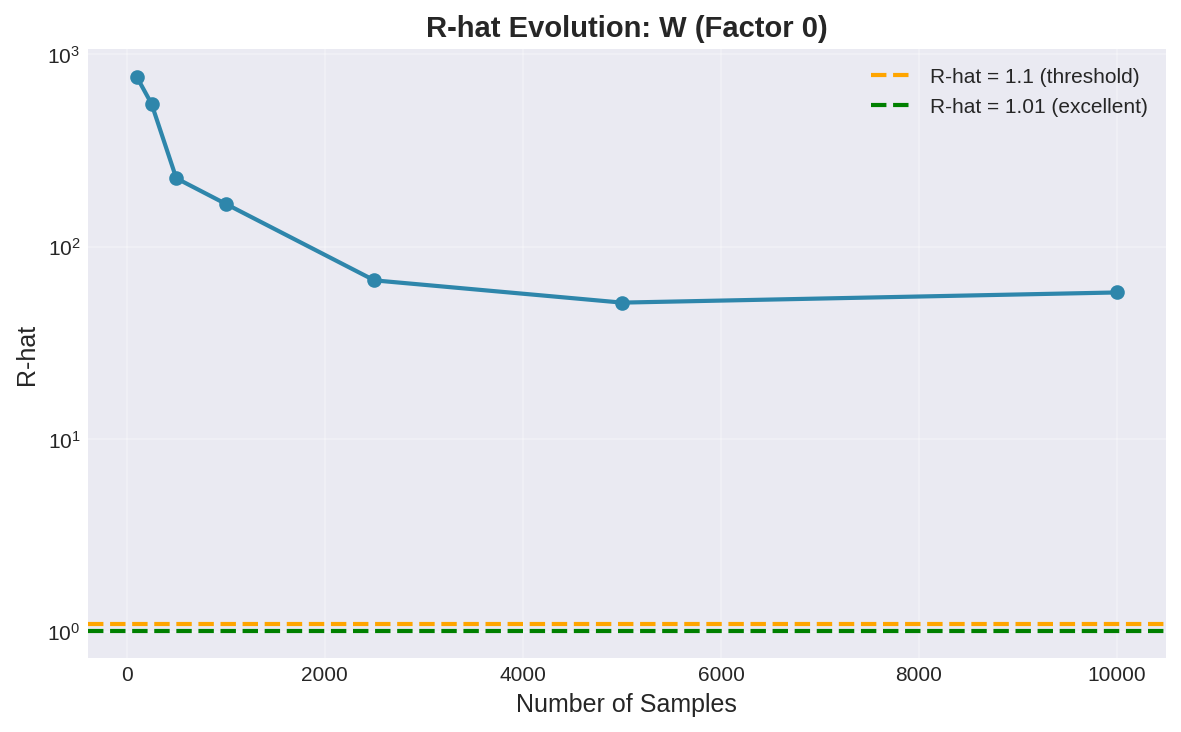 R-hat Evolution: W (Factor 0)
R-hat = 1.1 (threshold)
R-hat = 1.01 (excellent)
10³
10²
10¹
10⁰
R-hat
0 2000 4000 6000 8000 10000
Number of Samples